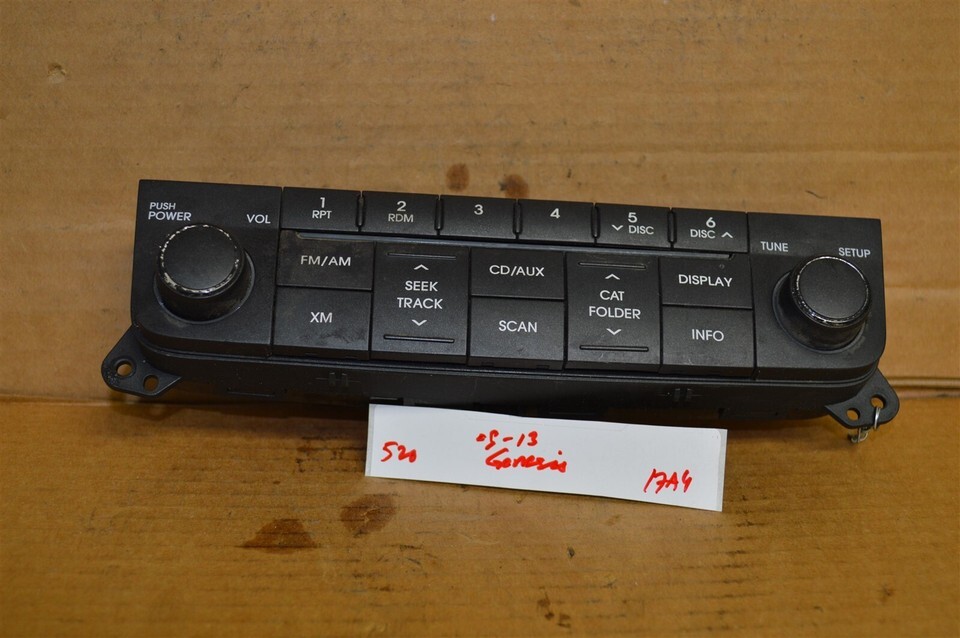 PUSH
POWER
VOL
1
RPT
2
RDM
3
4
5
DISC
6
DISC
TUNE
SETUP
FM/AM
SEEK
TRACK
CD/AUX
CAT
FOLDER
DISPLAY
XM
SCAN
INFO
520
09-13
Genesis
17A4